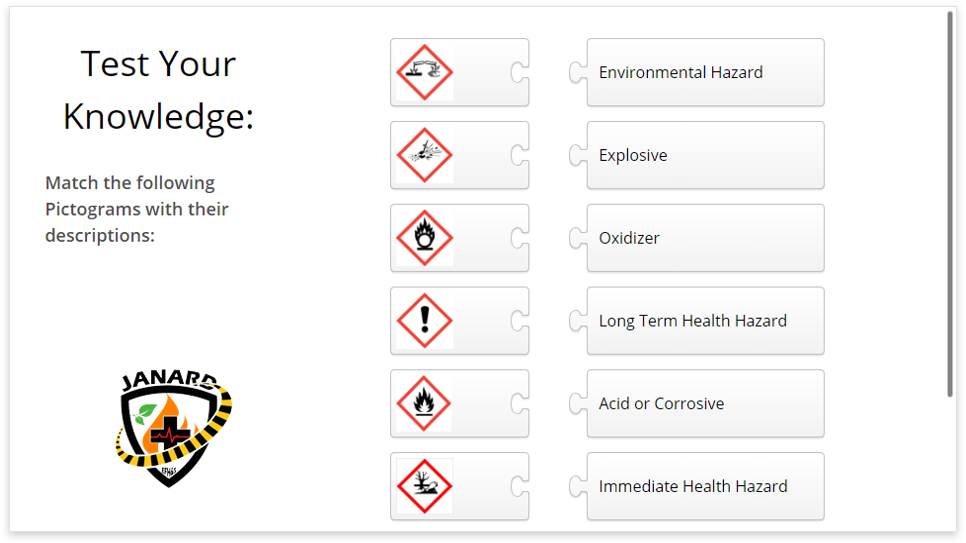 Test Your
Knowledge:
Match the following
Pictograms with their
descriptions:
Environmental Hazard
Explosive
Oxidizer
Long Term Health Hazard
Acid or Corrosive
Immediate Health Hazard
JANARD